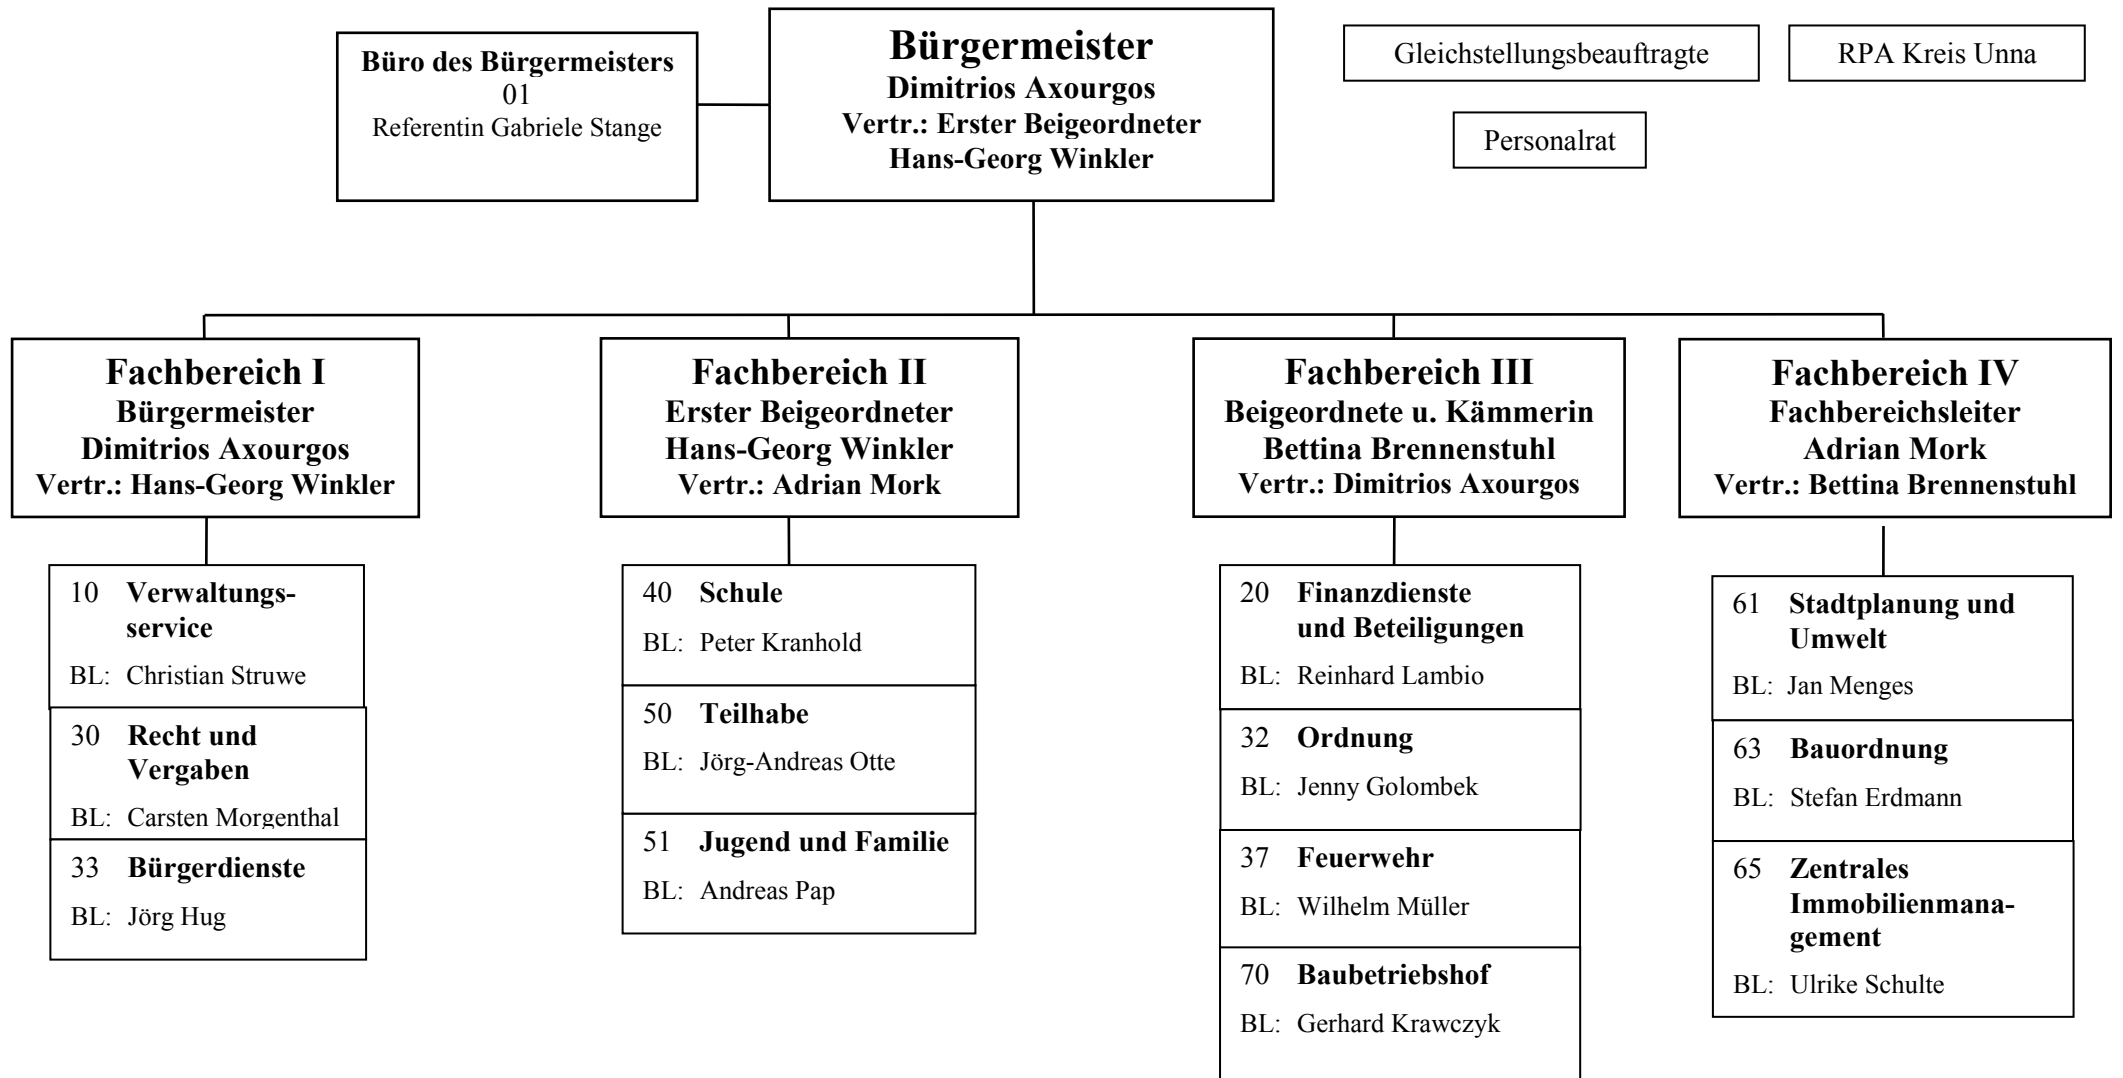 Büro des Bürgermeisters
01
Referentin Gabriele Stange
Bürgermeister
Dimitrios Axourgos
Vertr.: Erster Beigeordneter
Hans-Georg Winkler
Gleichstellungsbeauftragte
RPA Kreis Unna
Personalrat
Fachbereich I
Bürgermeister
Dimitrios Axourgos
Vertr.: Hans-Georg Winkler
10 Verwaltungs-
service
BL: Christian Struwe
30 Recht und
Vergaben
BL: Carsten Morgenthal
33 Bürgerdienste
BL: Jörg Hug
Fachbereich II
Erster Beigeordneter
Hans-Georg Winkler
Vertr.: Adrian Mork
40 Schule
BL: Peter Kranhold
50 Teilhabe
BL: Jörg-Andreas Otte
51 Jugend und Familie
BL: Andreas Pap
Fachbereich III
Beigeordnete u. Kämmerin
Bettina Brennenstuhl
Vertr.: Dimitrios Axourgos
20 Finanzdienste
und Beteiligungen
BL: Reinhard Lambio
32 Ordnung
BL: Jenny Golombek
37 Feuerwehr
BL: Wilhelm Müller
70 Baubetriebshof
BL: Gerhard Krawczyk
Fachbereich IV
Fachbereichsleiter
Adrian Mork
Vertr.: Bettina Brennenstuhl
61 Stadtplanung und
Umwelt
BL: Jan Menges
63 Bauordnung
BL: Stefan Erdmann
65 Zentrales
Immobilienmana-
gement
BL: Ulrike Schulte